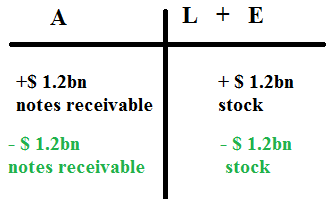 A
L + E
+$ 1.2bn
notes receivable
+ $ 1.2bn
stock
- $ 1.2bn
notes receivable
- $ 1.2bn
stock